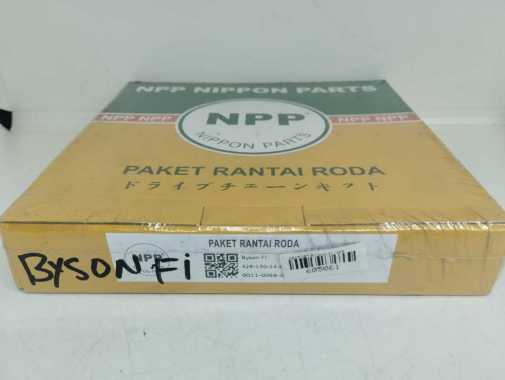 NPP NIPPON PARTS
NPP NPP
NPP
NPP NPP
NIPPON PARTS
PAKET RANTAI RODA
ドライブチェーンキット
PAKET RANTAI RODA
NPP
Byson FI
BYSON Fi